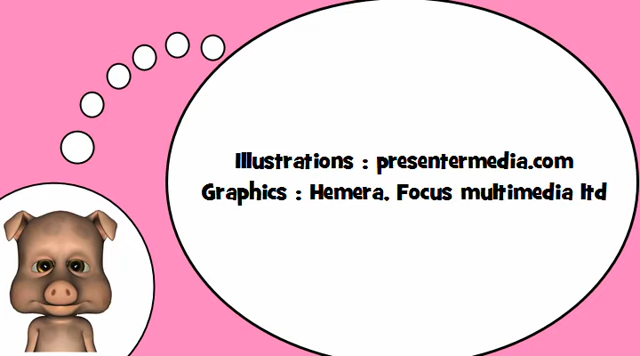 Illustrations : presentermedia.com
Graphics : Hemera, Focus multimedia ltd